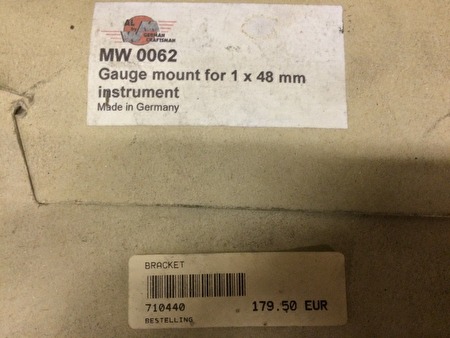 AL
GERMAN
CRAFTSMAN
MW 0062
Gauge mount for 1 x 48 mm
instrument
Made in Germany
BRACKET
710440
179.50 EUR
BESTELLING